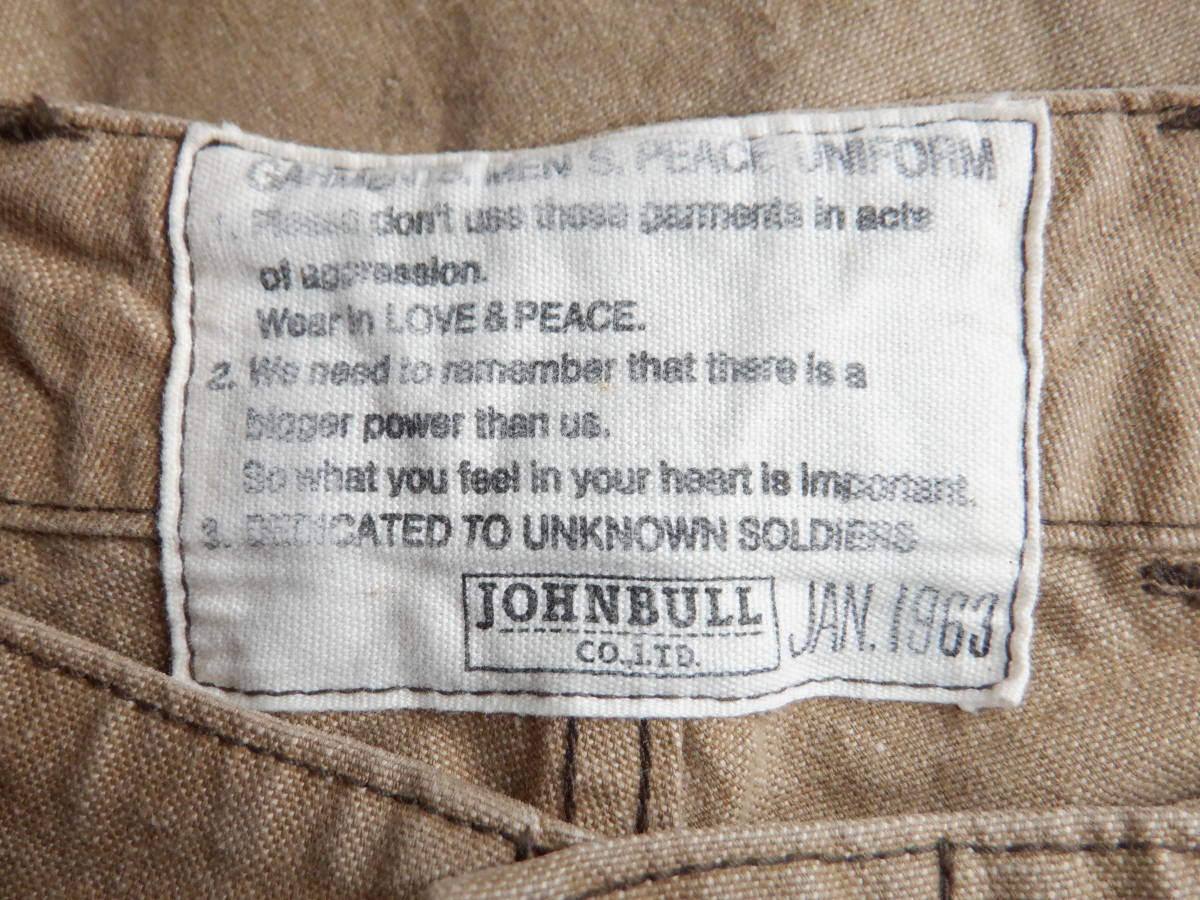 GARMENTS. MEN'S. PEACE UNIFORM
1. Please don't use these garments in acts
of aggression.
Wear in LOVE & PEACE.
2. We need to remember that there is a
bigger power than us.
So what you feel in your heart is important.
3. DEDICATED TO UNKNOWN SOLDIERS
JOHNBULL JAN.1963
CO.,LTD.